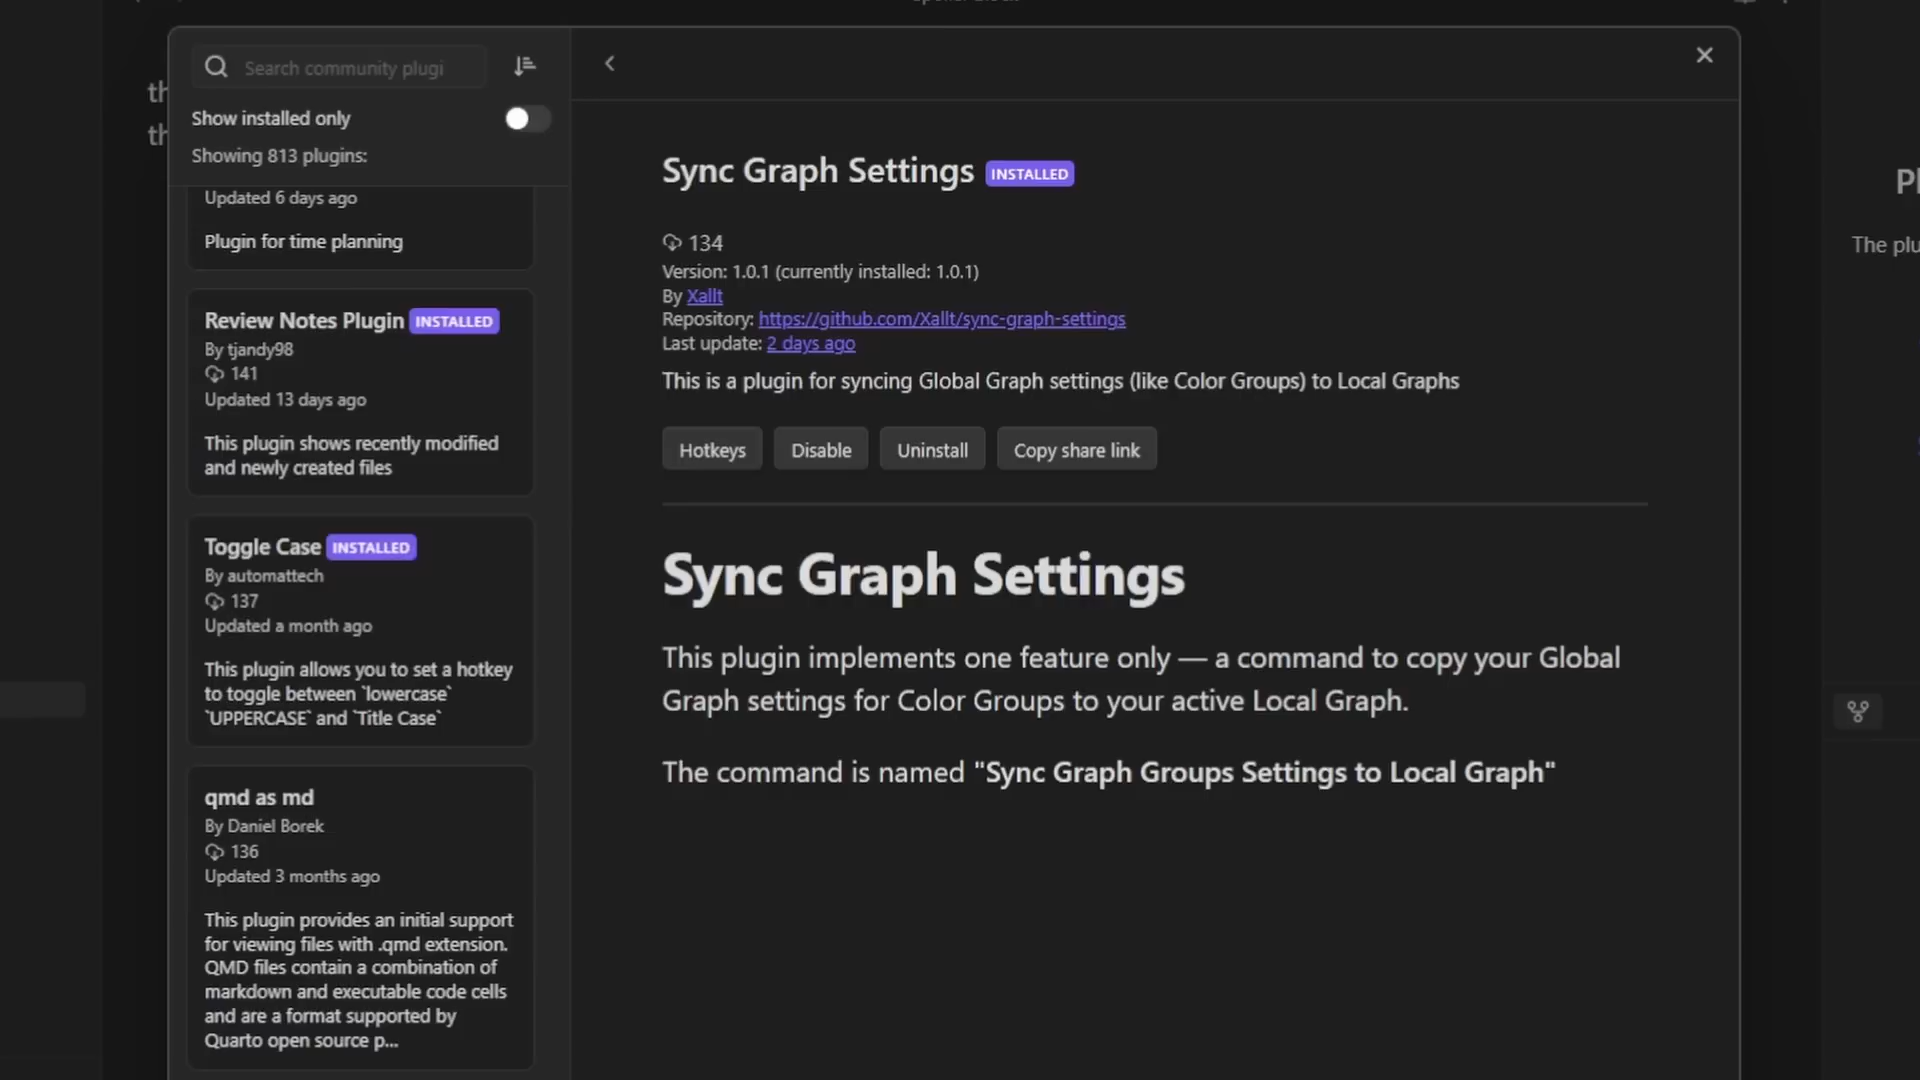 Search community plugi
Show installed only
Showing 813 plugins:
Updated 6 days ago
Plugin for time planning
Review Notes Plugin INSTALLED
By tjandy98
141
Updated 13 days ago
This plugin shows recently modified
and newly created files
Toggle Case INSTALLED
By automattech
137
Updated a month ago
This plugin allows you to set a hotkey
to toggle between `lowercase`
`UPPERCASE` and `Title Case`
qmd as md
By Daniel Borek
136
Updated 3 months ago
This plugin provides an initial support
for viewing files with .qmd extension.
QMD files contain a combination of
markdown and executable code cells
and are a format supported by
Quarto open source p...
Sync Graph Settings INSTALLED
134
Version: 1.0.1 (currently installed: 1.0.1)
By Xallt
Repository: https://github.com/Xallt/sync-graph-settings
Last update: 2 days ago
This is a plugin for syncing Global Graph settings (like Color Groups) to Local Graphs
Hotkeys Disable Uninstall Copy share link
Sync Graph Settings
This plugin implements one feature only — a command to copy your Global
Graph settings for Color Groups to your active Local Graph.
The command is named "Sync Graph Groups Settings to Local Graph"
The plu